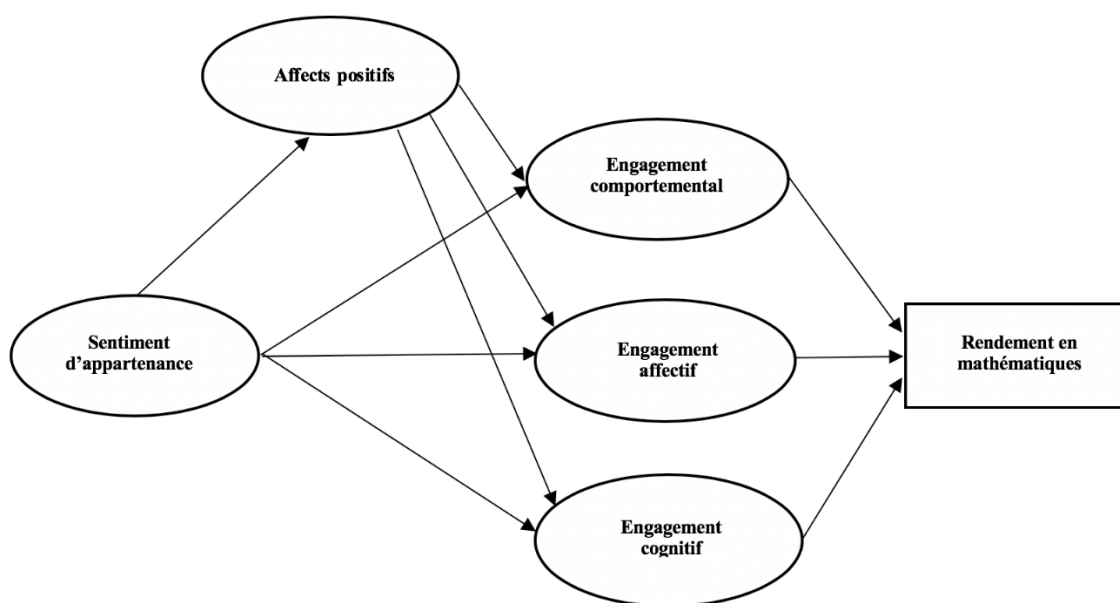 Affects positifs
Engagement
comportemental
Sentiment
d'appartenance
Engagement
affectif
Rendement en
mathématiques
Engagement
cognitif